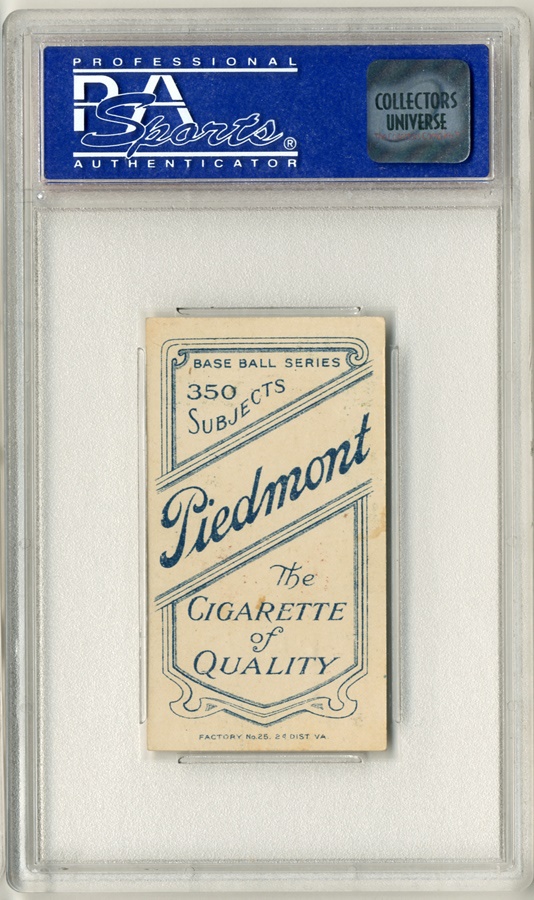 PROFESSIONAL
PSA
Sports®
AUTHENTICATOR
COLLECTORS
UNIVERSE
BASE BALL SERIES
350
SUBJECTS
Piedmont
The
CIGARETTE
of
QUALITY
FACTORY No. 25. 2D DIST. VA